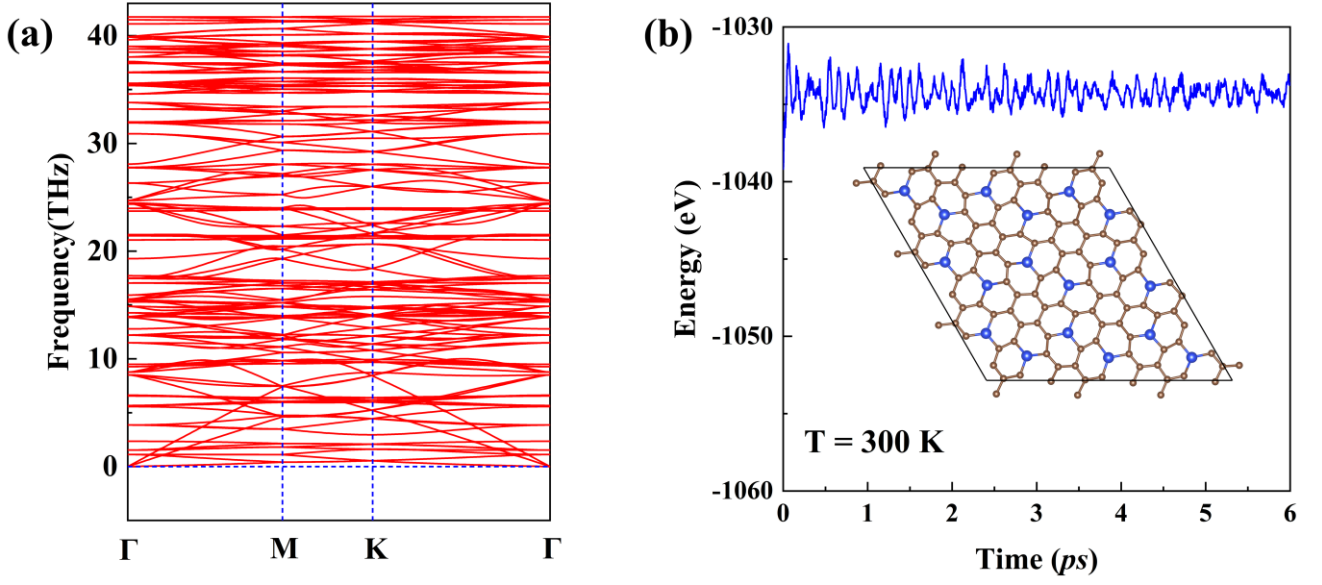 (a)
Frequency(THz)
40
30
20
10
0
Γ M K Γ
(b)
Energy (eV)
-1030
-1040
-1050
-1060
T = 300 K
0 1 2 3 4 5 6
Time (ps)